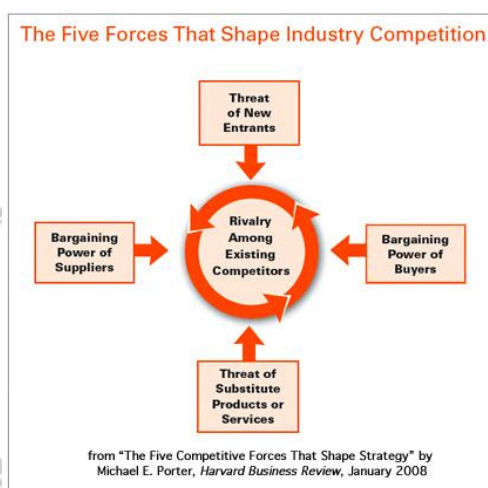 The Five Forces That Shape Industry Competition
Threat
of New
Entrants
Bargaining
Power of
Suppliers
Rivalry
Among
Existing
Competitors
Bargaining
Power of
Buyers
Threat of
Substitute
Products or
Services
from “The Five Competitive Forces That Shape Strategy” by
Michael E. Porter, Harvard Business Review, January 2008